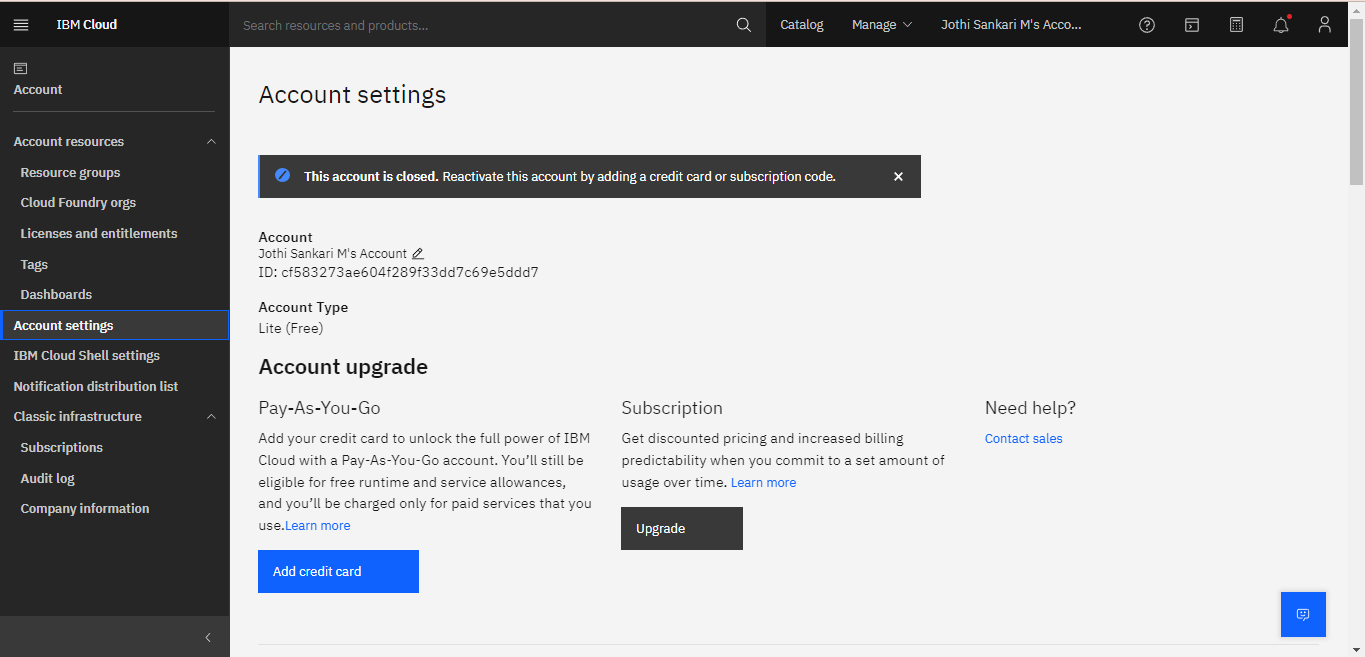 IBM Cloud
Search resources and products...
Catalog
Manage
Jothi Sankari M's Acco...
Account
Account resources
Resource groups
Cloud Foundry orgs
Licenses and entitlements
Tags
Dashboards
Account settings
IBM Cloud Shell settings
Notification distribution list
Classic infrastructure
Subscriptions
Audit log
Company information
Account settings
This account is closed. Reactivate this account by adding a credit card or subscription code.
Account
Jothi Sankari M's Account
ID: cf583273ae604f289f33dd7c69e5ddd7
Account Type
Lite (Free)
Account upgrade
Pay-As-You-Go
Add your credit card to unlock the full power of IBM
Cloud with a Pay-As-You-Go account. You’ll still be
eligible for free runtime and service allowances,
and you’ll be charged only for paid services that you
use.Learn more
Add credit card
Subscription
Get discounted pricing and increased billing
predictability when you commit to a set amount of
usage over time. Learn more
Upgrade
Need help?
Contact sales